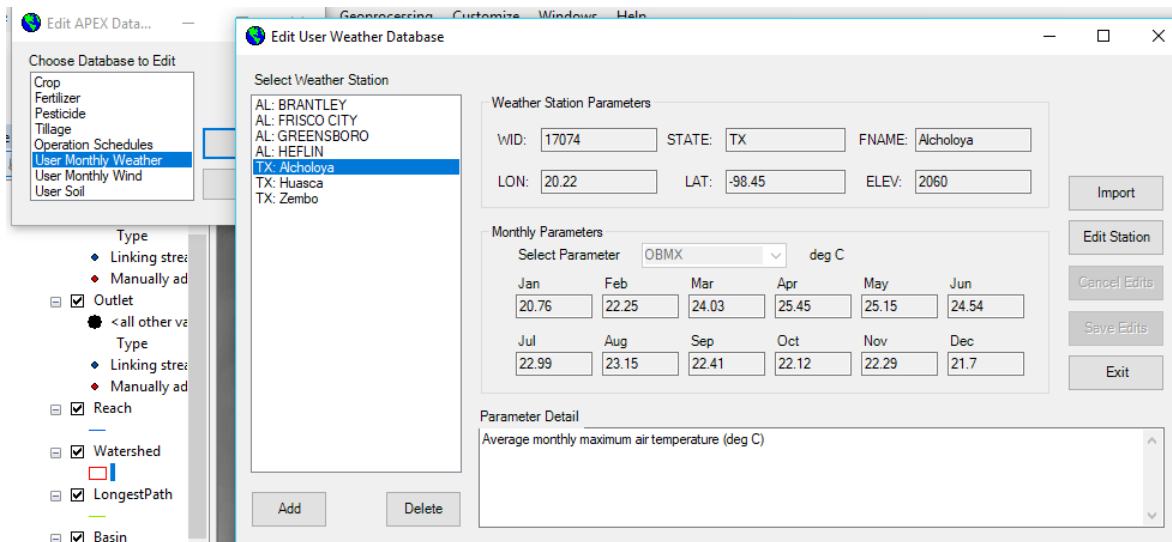 Geoprocessing Customize Windows Help
Edit APEX Data...
Choose Database to Edit
Crop
Fertilizer
Pesticide
Tillage
Operation Schedules
User Monthly Weather
User Monthly Wind
User Soil
Type
Linking strea
Manually ad
Outlet
<all other va
Type
Linking strea
Manually ad
Reach
Watershed
LongestPath
Basin
Edit User Weather Database
Select Weather Station
AL: BRANTLEY
AL: FRISCO CITY
AL: GREENSBORO
AL: HEFLIN
TX: Alcholoya
TX: Huasca
TX: Zembo
Add Delete
Weather Station Parameters
WID: 17074 STATE: TX FNAME: Alcholoya
LON: 20.22 LAT: -98.45 ELEV: 2060
Monthly Parameters
Select Parameter OBMX deg C
Jan Feb Mar Apr May Jun
20.76 22.25 24.03 25.45 25.15 24.54
Jul Aug Sep Oct Nov Dec
22.99 23.15 22.41 22.12 22.29 21.7
Parameter Detail
Average monthly maximum air temperature (deg C)
Import
Edit Station
Cancel Edits
Save Edits
Exit